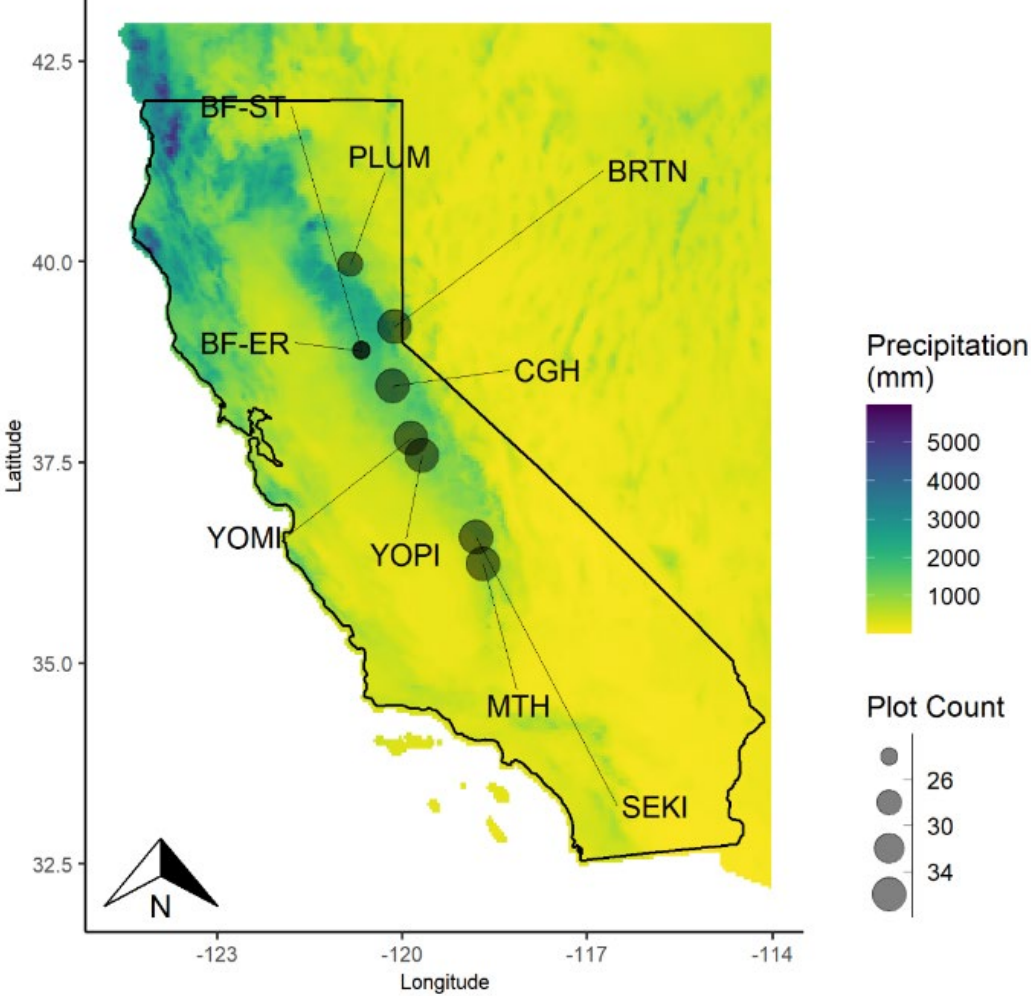 42.5
BF-ST
PLUM
BRTN
40.0
BF-ER
CGH
Latitude
37.5
YOMI
YOPI
35.0
MTH
SEKI
32.5
N
-123
-120
-117
-114
Longitude
Precipitation
(mm)
5000
4000
3000
2000
1000
Plot Count
26
30
34